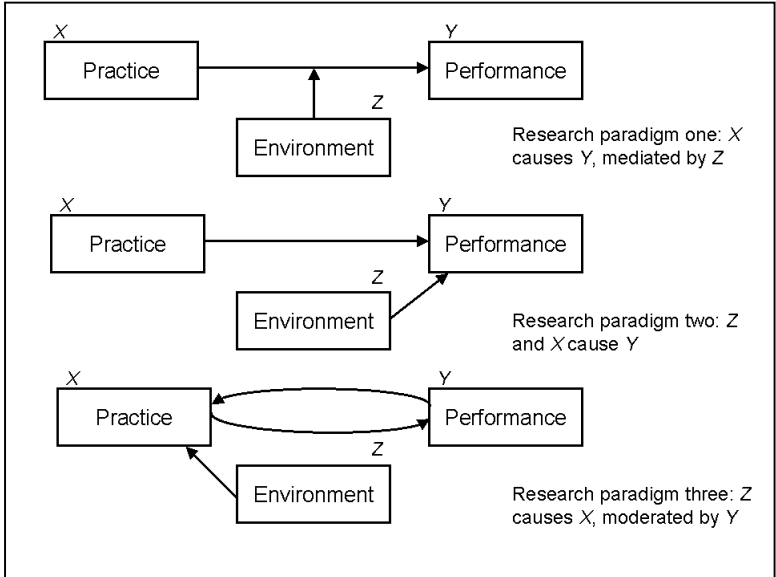 X
Y
Practice
Performance
Z
Environment
Research paradigm one: X
causes Y, mediated by Z
X
Y
Practice
Performance
Z
Environment
Research paradigm two: Z
and X cause Y
X
Y
Practice
Performance
Z
Environment
Research paradigm three: Z
causes X, moderated by Y